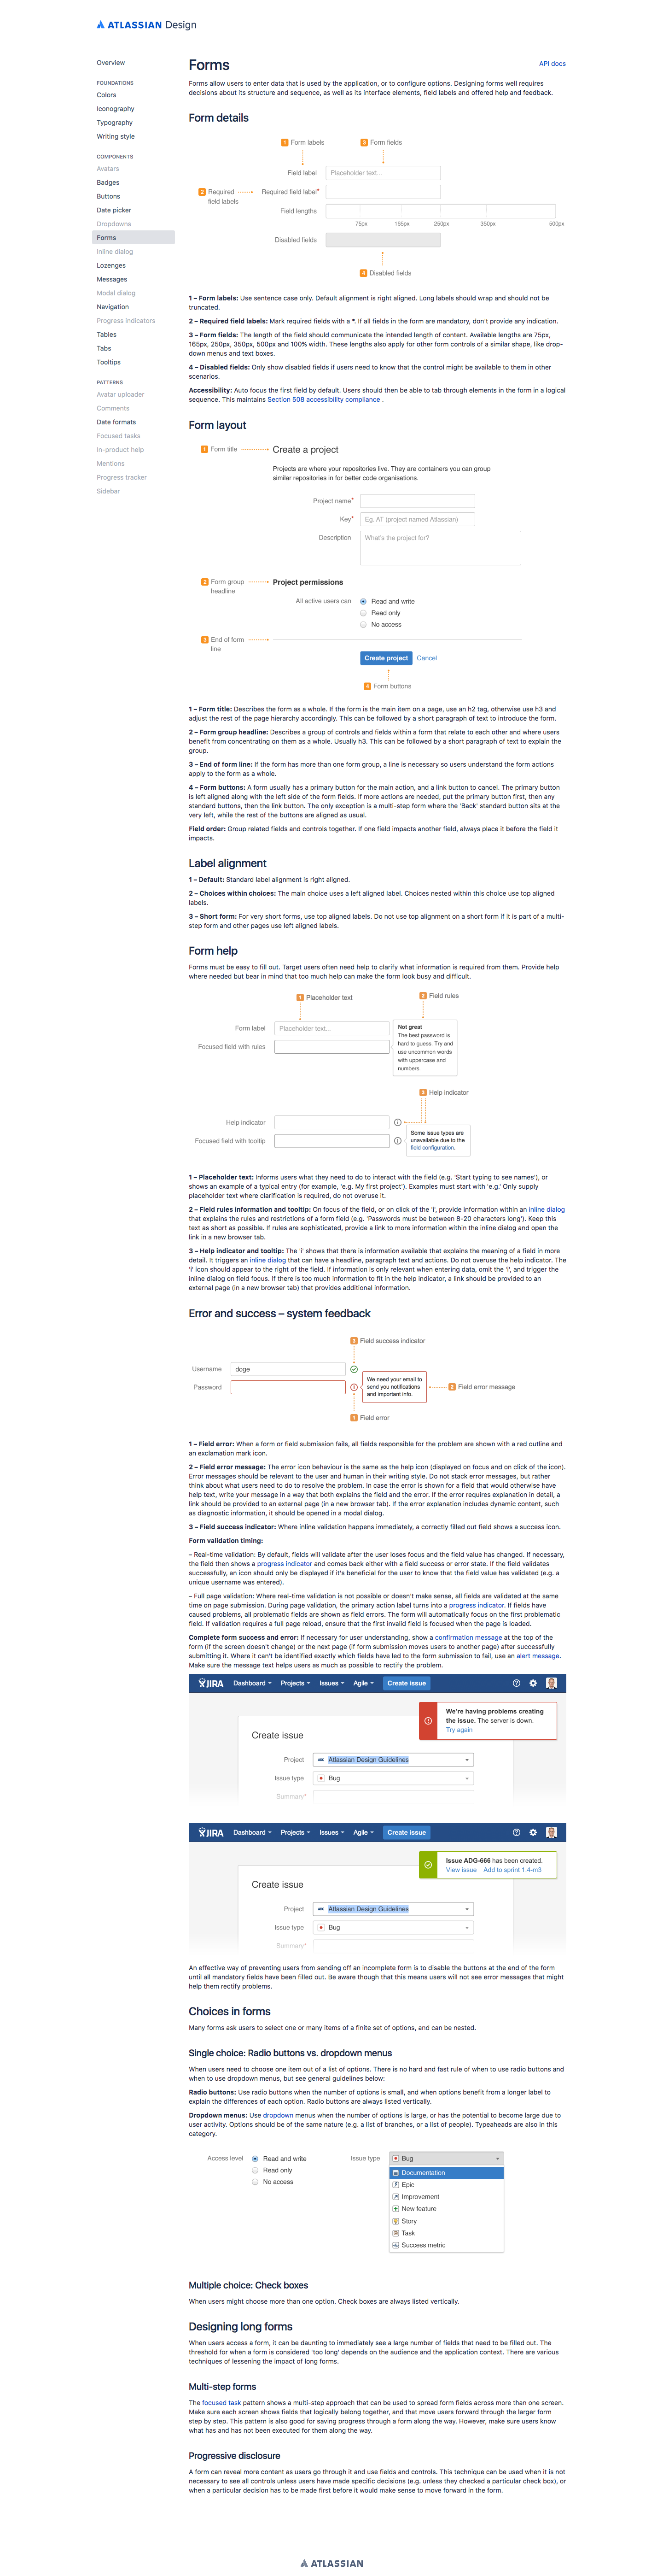 ATLASSIAN Design
Overview
FOUNDATIONS
Colors
Iconography
Typography
Writing style
COMPONENTS
Avatars
Badges
Buttons
Date picker
Dropdowns
Forms
Inline dialog
Lozenges
Messages
Modal dialog
Navigation
Progress indicators
Tables
Tabs
Tooltips
PATTERNS
Avatar uploader
Comments
Date formats
Focused tasks
In-product help
Mentions
Progress tracker
Sidebar
Forms
API docs
Forms allow users to enter data that is used by the application, or to configure options. Designing forms well requires
decisions about its structure and sequence, as well as its interface elements, field labels and offered help and feedback.
Form details
1 Form labels
3 Form fields
Field label
Placeholder text...
2 Required
field labels
Required field label*
Field lengths
75px 165px 250px 350px 500px
Disabled fields
4 Disabled fields
1 – Form labels: Use sentence case only. Default alignment is right aligned. Long labels should wrap and should not be
truncated.
2 – Required field labels: Mark required fields with a *. If all fields in the form are mandatory, don't provide any indication.
3 – Form fields: The length of the field should communicate the intended length of content. Available lengths are 75px,
165px, 250px, 350px, 500px and 100% width. These lengths also apply for other form controls of a similar shape, like drop-
down menus and text boxes.
4 – Disabled fields: Only show disabled fields if users need to know that the control might be available to them in other
scenarios.
Accessibility: Auto focus the first field by default. Users should then be able to tab through elements in the form in a logical
sequence. This maintains Section 508 accessibility compliance .
Form layout
1 Form title
Create a project
Projects are where your repositories live. They are containers you can group
similar repositories in for better code organisations.
Project name*
Key*
Eg. AT (project named Atlassian)
Description
What's the project for?
2 Form group
headline
Project permissions
All active users can
Read and write
Read only
No access
3 End of form
line
Create project Cancel
4 Form buttons
1 – Form title: Describes the form as a whole. If the form is the main item on a page, use an h2 tag, otherwise use h3 and
adjust the rest of the page hierarchy accordingly. This can be followed by a short paragraph of text to introduce the form.
2 – Form group headline: Describes a group of controls and fields within a form that relate to each other and where users
benefit from concentrating on them as a whole. Usually h3. This can be followed by a short paragraph of text to explain the
group.
3 – End of form line: If the form has more than one form group, a line is necessary so users understand the form actions
apply to the form as a whole.
4 – Form buttons: A form usually has a primary button for the main action, and a link button to cancel. The primary button
is left aligned along with the left side of the form fields. If more actions are needed, put the primary button first, then any
standard buttons, then the link button. The only exception is a multi-step form where the 'Back' standard button sits at the
very left, while the rest of the buttons are aligned as usual.
Field order: Group related fields and controls together. If one field impacts another field, always place it before the field it
impacts.
Label alignment
1 – Default: Standard label alignment is right aligned.
2 – Choices within choices: The main choice uses a left aligned label. Choices nested within this choice use top aligned
labels.
3 – Short form: For very short forms, use top aligned labels. Do not use top alignment on a short form if it is part of a multi-
step form and other pages use left aligned labels.
Form help
Forms must be easy to fill out. Target users often need help to clarify what information is required from them. Provide help
where needed but bear in mind that too much help can make the form look busy and difficult.
1 Placeholder text
2 Field rules
Form label
Placeholder text...
Focused field with rules
Not great
The best password is
hard to guess. Try and
use uncommon words
with uppercase and
numbers.
3 Help indicator
Help indicator
Focused field with tooltip
Some issue types are
unavailable due to the
field configuration.
1 – Placeholder text: Informs users what they need to do to interact with the field (e.g. 'Start typing to see names'), or
shows an example of a typical entry (for example, 'e.g. My first project'). Examples must start with 'e.g.' Only supply
placeholder text where clarification is required, do not overuse it.
2 – Field rules information and tooltip: On focus of the field, or on click of the 'i', provide information within an inline dialog
that explains the rules and restrictions of a form field (e.g. 'Passwords must be between 8-20 characters long'). Keep this
text as short as possible. If rules are sophisticated, provide a link to more information within the inline dialog and open the
link in a new browser tab.
3 – Help indicator and tooltip: The 'i' shows that there is information available that explains the meaning of a field in more
detail. It triggers an inline dialog that can have a headline, paragraph text and actions. Do not overuse the help indicator. The
'i' icon should appear to the right of the field. If information is only relevant when entering data, omit the 'i', and trigger the
inline dialog on field focus. If there is too much information to fit in the help indicator, a link should be provided to an
external page (in a new browser tab) that provides additional information.
Error and success – system feedback
3 Field success indicator
Username
doge
Password
We need your email to
send you notifications
and important info.
2 Field error message
1 Field error
1 – Field error: When a form or field submission fails, all fields responsible for the problem are shown with a red outline and
an exclamation mark icon.
2 – Field error message: The error icon behaviour is the same as the help icon (displayed on focus and on click of the icon).
Error messages should be relevant to the user and human in their writing style. Do not stack error messages, but rather
think about what users need to do to resolve the problem. In case the error is shown for a field that would otherwise have
help text, write your message in a way that both explains the field and the error. If the error requires explanation in detail, a
link should be provided to an external page (in a new browser tab). If the error explanation includes dynamic content, such
as diagnostic information, it should be opened in a modal dialog.
3 – Field success indicator: Where inline validation happens immediately, a correctly filled out field shows a success icon.
Form validation timing:
– Real-time validation: By default, fields will validate after the user loses focus and the field value has changed. If necessary,
the field then shows a progress indicator and comes back either with a field success or error state. If the field validates
successfully, an icon should only be displayed if it's beneficial for the user to know that the field value has validated (e.g. a
unique username was entered).
– Full page validation: Where real-time validation is not possible or doesn't make sense, all fields are validated at the same
time on page submission. During page validation, the primary action label turns into a progress indicator. If fields have
caused problems, all problematic fields are shown as field errors. The form will automatically focus on the first problematic
field. If validation requires a full page reload, ensure that the first invalid field is focused when the page is loaded.
Complete form success and error: If necessary for user understanding, show a confirmation message at the top of the
form (if the screen doesn't change) or the next page (if form submission moves users to another page) after successfully
submitting it. Where it can't be identified exactly which fields have led to the form submission to fail, use an alert message.
Make sure the message text helps users as much as possible to rectify the problem.
JIRA Dashboard Projects Issues Agile Create issue
We're having problems creating
the issue. The server is down.
Try again
Create issue
Project
Atlassian Design Guidelines
Issue type
Bug
Summary*
JIRA Dashboard Projects Issues Agile Create issue
Issue ADG-666 has been created.
View issue Add to sprint 1.4-m3
Create issue
Project
Atlassian Design Guidelines
Issue type
Bug
Summary*
An effective way of preventing users from sending off an incomplete form is to disable the buttons at the end of the form
until all mandatory fields have been filled out. Be aware though that this means users will not see error messages that might
help them rectify problems.
Choices in forms
Many forms ask users to select one or many items of a finite set of options, and can be nested.
Single choice: Radio buttons vs. dropdown menus
When users need to choose one item out of a list of options. There is no hard and fast rule of when to use radio buttons and
when to use dropdown menus, but see general guidelines below:
Radio buttons: Use radio buttons when the number of options is small, and when options benefit from a longer label to
explain the differences of each option. Radio buttons are always listed vertically.
Dropdown menus: Use dropdown menus when the number of options is large, or has the potential to become large due to
user activity. Options should be of the same nature (e.g. a list of branches, or a list of people). Typeaheads are also in this
category.
Access level
Read and write
Read only
No access
Issue type
Bug
Documentation
Epic
Improvement
New feature
Story
Task
Success metric
Multiple choice: Check boxes
When users might choose more than one option. Check boxes are always listed vertically.
Designing long forms
When users access a form, it can be daunting to immediately see a large number of fields that need to be filled out. The
threshold for when a form is considered 'too long' depends on the audience and the application context. There are various
techniques of lessening the impact of long forms.
Multi-step forms
The focused task pattern shows a multi-step approach that can be used to spread form fields across more than one screen.
Make sure each screen shows fields that logically belong together, and that move users forward through the larger form
step by step. This pattern is also good for saving progress through a form along the way. However, make sure users know
what has and has not been executed for them along the way.
Progressive disclosure
A form can reveal more content as users go through it and use fields and controls. This technique can be used when it is not
necessary to see all controls unless users have made specific decisions (e.g. unless they checked a particular check box), or
when a particular decision has to be made first before it would make sense to move forward in the form.
ATLASSIAN